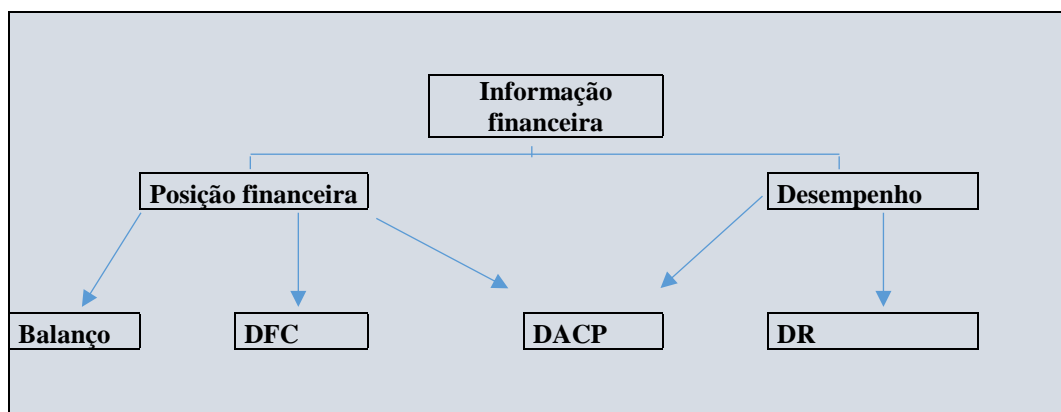 Informação
financeira
Posição financeira
Desempenho
Balanço
DFC
DACP
DR